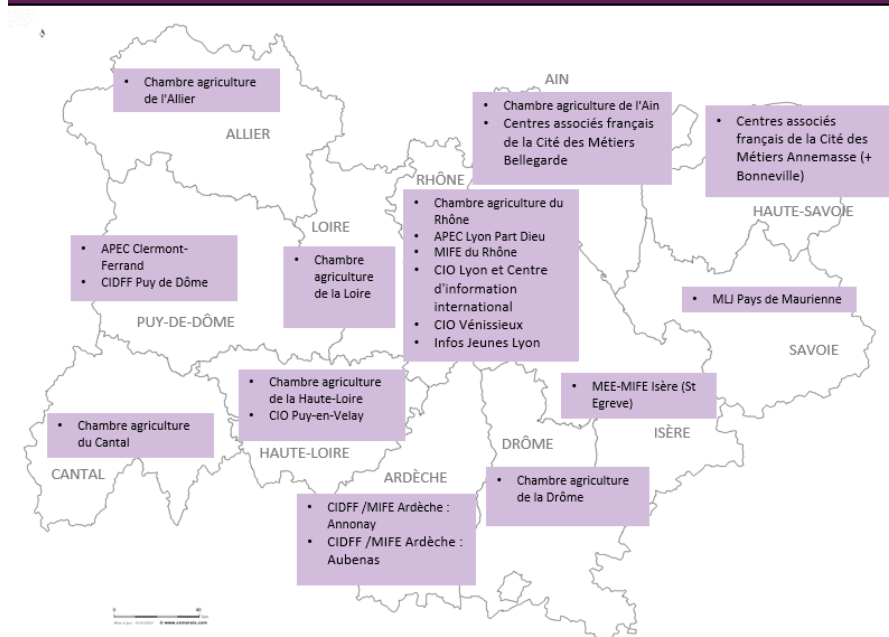 • Chambre agriculture
de l'Allier
ALLIER
AIN
• Chambre agriculture de l'Ain
• Centres associés français
de la Cité des Métiers
Bellegarde
• Centres associés
français de la Cité des
Métiers Annemasse (+
Bonneville)
HAUTE-SAVOIE
RHÔNE
• Chambre agriculture du
Rhône
• APEC Lyon Part Dieu
• MIFE du Rhône
• CIO Lyon et Centre
d'information
international
• CIO Vénissieux
• Infos Jeunes Lyon
LOIRE
• Chambre
agriculture
de la Loire
• APEC Clermont-
Ferrand
• CIDFF Puy de Dôme
PUY-DE-DÔME
• MLJ Pays de Maurienne
SAVOIE
• Chambre agriculture
de la Haute-Loire
• CIO Puy-en-Velay
HAUTE-LOIRE
• MEE-MIFE Isère (St
Egreve)
ISÈRE
• Chambre agriculture
du Cantal
CANTAL
DRÔME
• Chambre agriculture
de la Drôme
ARDÈCHE
• CIDFF /MIFE Ardèche :
Annonay
• CIDFF /MIFE Ardèche :
Aubenas
0